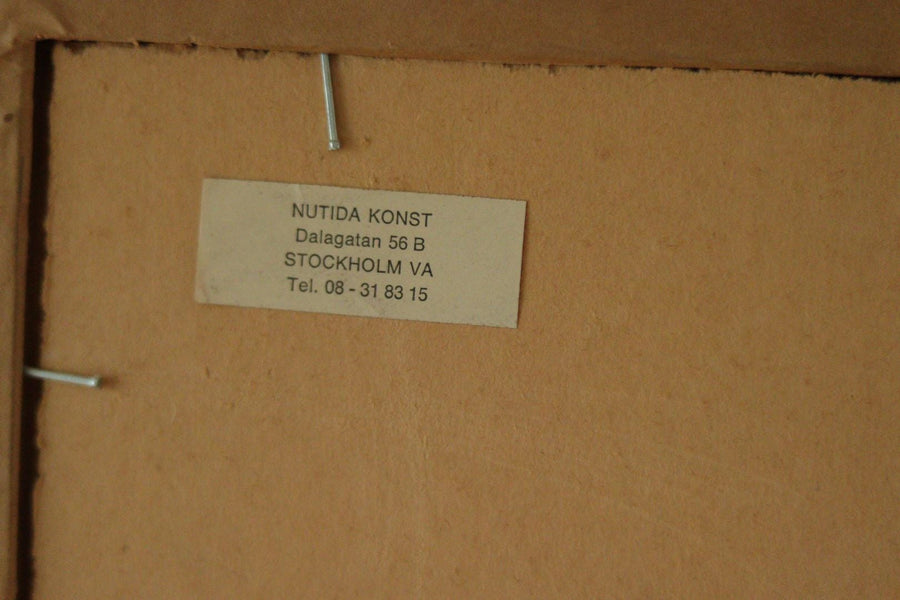 NUTIDA KONST
Dalagatan 56 B
STOCKHOLM VA
Tel. 08 - 31 83 15